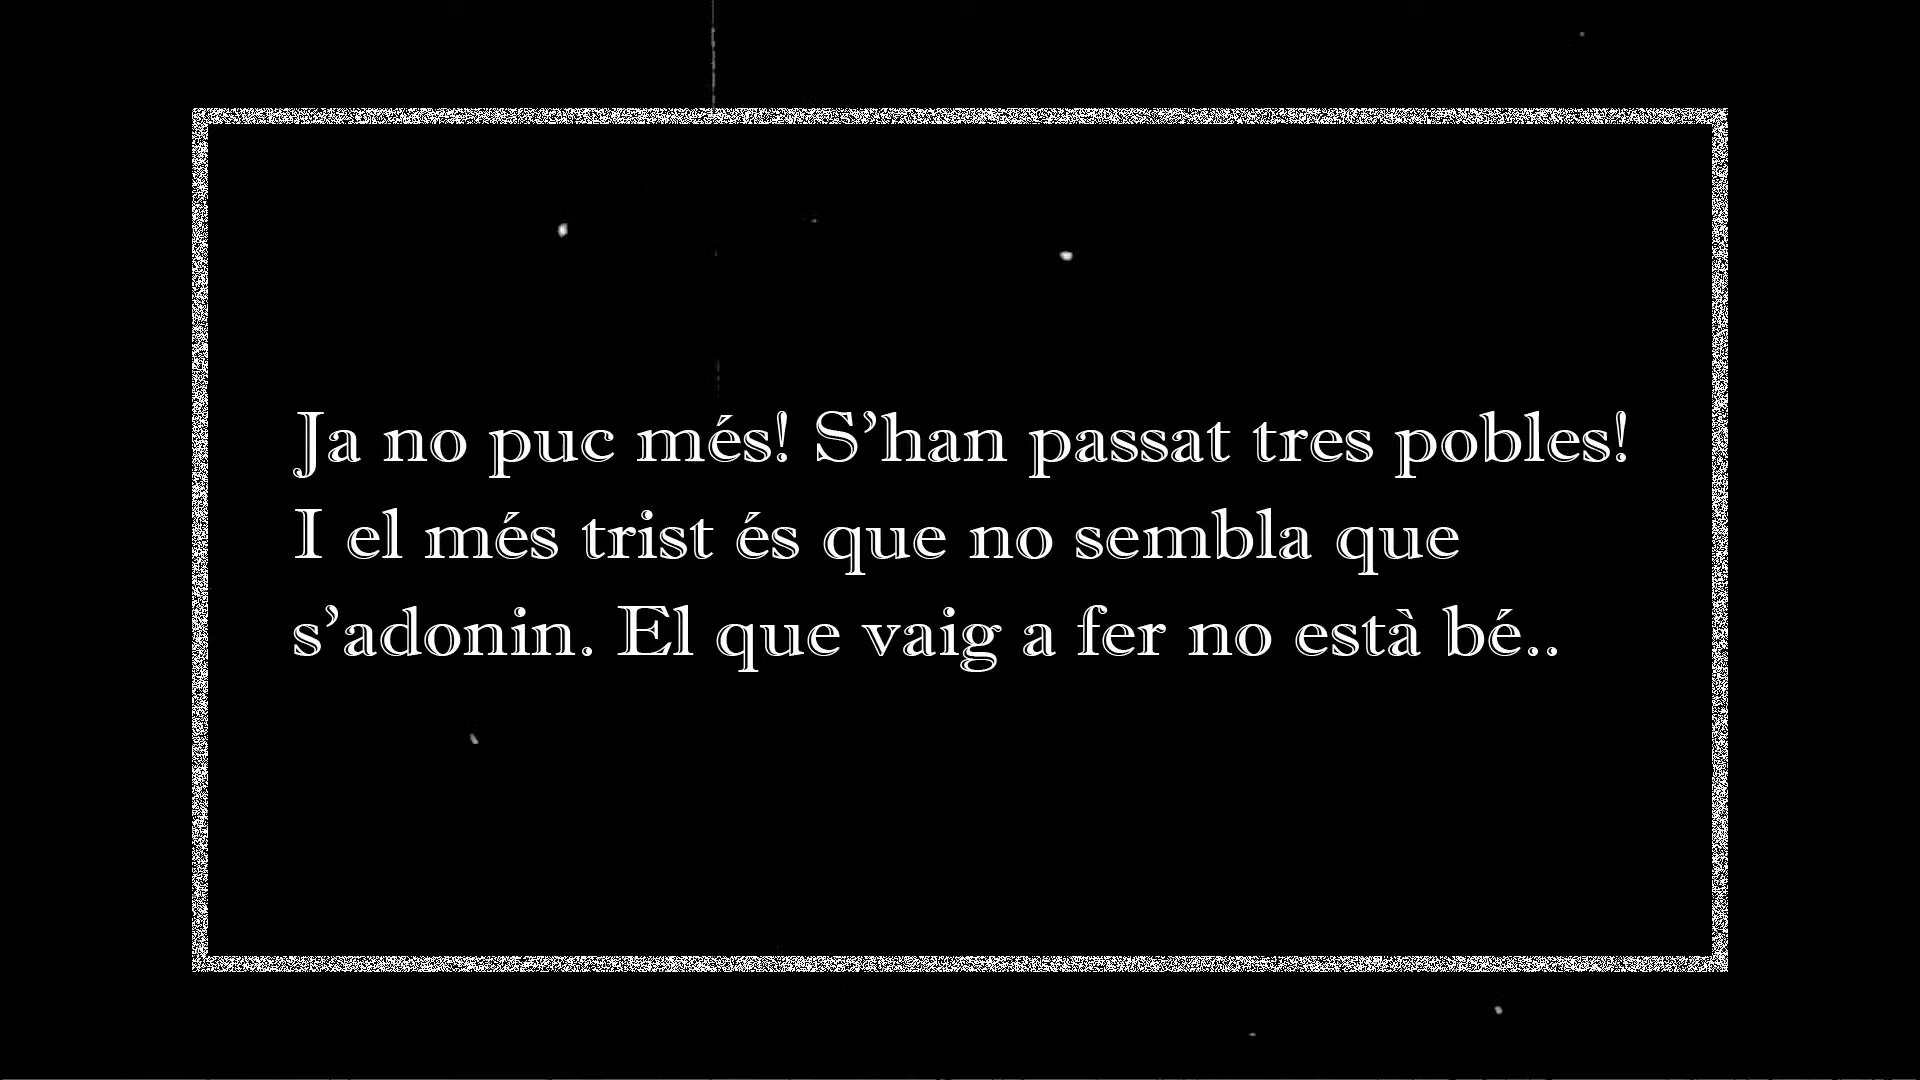 Ja no puc més! S’han passat tres pobles!
I el més trist és que no sembla que
s’adonin. El que vaig a fer no està bé..